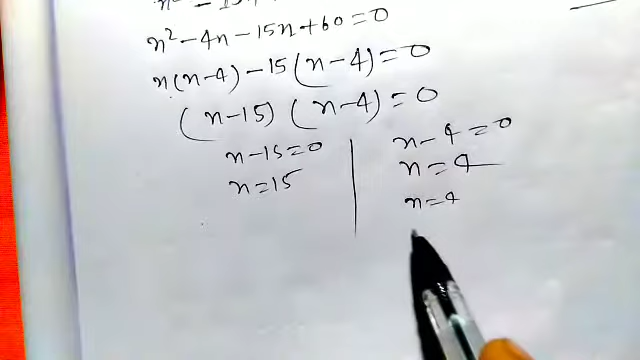 n² - 4n - 15n + 60 = 0
n(n-4) - 15(n-4) = 0
(n-15)(n-4) = 0
n-15=0
n=15
n-4=0
n=4
n=4